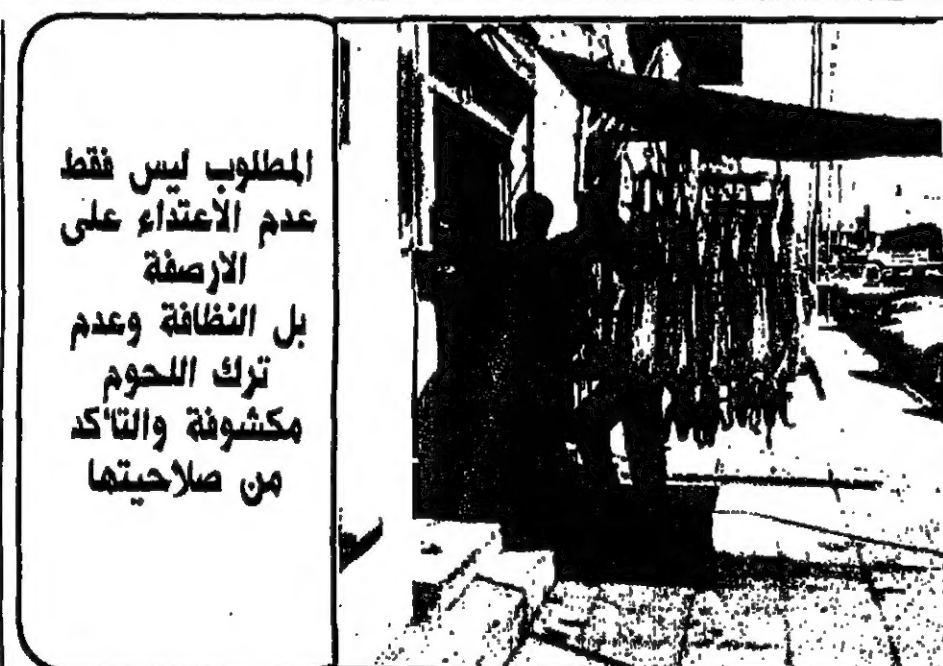 المطلوب ليس فقط
عدم الاعتداء على
الارصفة
بل النظافة وعدم
ترك اللحوم
مكشوفة والتأكد
من صلاحيتها